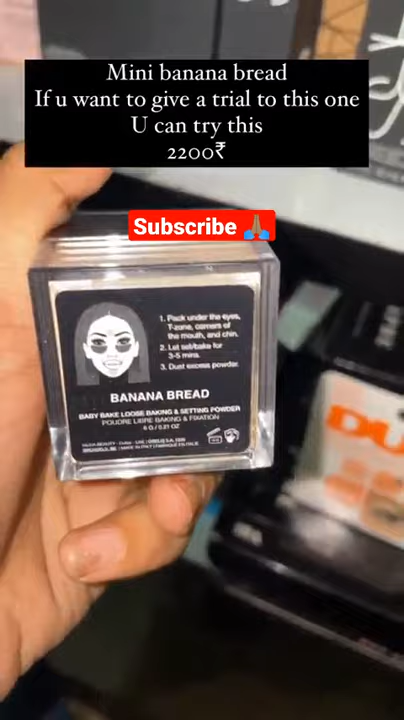 Mini banana bread
If u want to give a trial to this one
U can try this
2200₹
Subscribe 🙏🏽
1. Pack under the eyes,
T-zone, corners of
the mouth, and chin.
2. Let set/bake for
3-5 mins.
3. Dust excess powder.
BANANA BREAD
BABY BAKE LOOSE BAKING & SETTING POWDER
POUDRE LIBRE BAKING & FIXATION
6 G / 0.21 OZ
DU